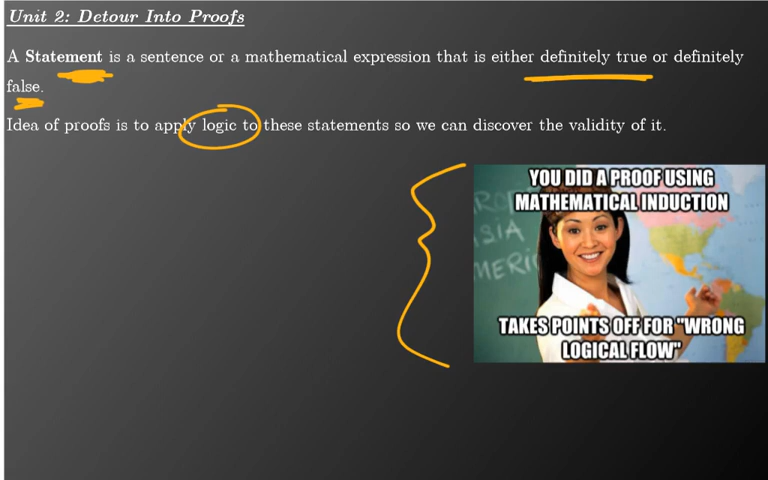 Unit 2: Detour Into Proofs
A Statement is a sentence or a mathematical expression that is either definitely true or definitely
false.
Idea of proofs is to apply logic to these statements so we can discover the validity of it.
YOU DID A PROOF USING
MATHEMATICAL INDUCTION
TAKES POINTS OFF FOR "WRONG
LOGICAL FLOW"